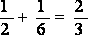 1/2 + 1/6 = 2/3